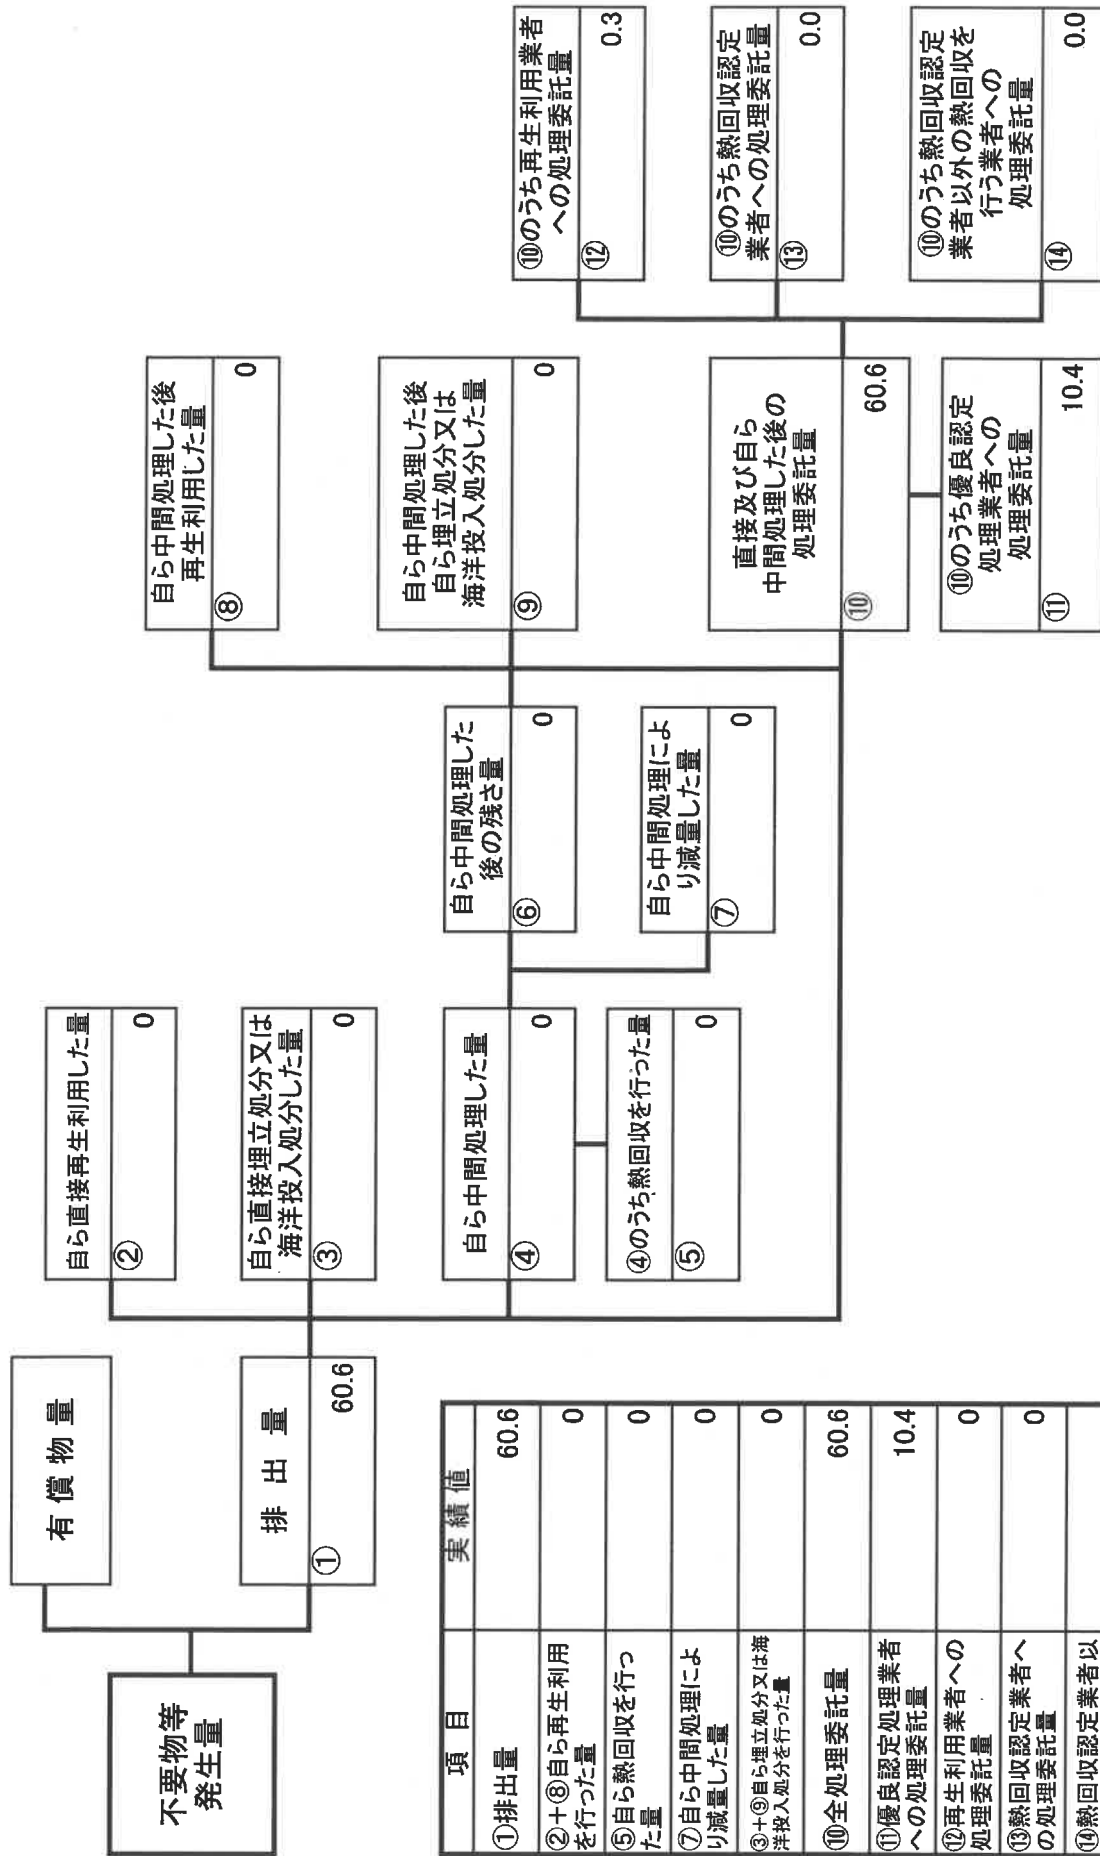 不要物等
発生量
有償物量
排出量
①
60.6
自ら直接再生利用した量
②
0
自ら直接埋立処分又は
海洋投入処分した量
③
0
自ら中間処理した量
④
0
④のうち熱回収を行った量
⑤
0
自ら中間処理した
後の残さ量
⑥
0
自ら中間処理によ
り減量した量
⑦
0
自ら中間処理した後
再生利用した量
⑧
0
自ら中間処理した後
自ら埋立処分又は
海洋投入処分した量
⑨
0
直接及び自ら
中間処理した後の
処理委託量
⑩
60.6
⑩のうち優良認定
処理業者への
処理委託量
⑪
10.4
⑩のうち再生利用業者
への処理委託量
⑫
0.3
⑩のうち熱回収認定
業者への処理委託量
⑬
0.0
⑩のうち熱回収認定
業者以外の熱回収を
行う業者への
処理委託量
⑭
0.0
項目
実績値
①排出量
60.6
②+⑧自ら再生利用
を行った量
0
⑤自ら熱回収を行っ
た量
0
⑦自ら中間処理によ
り減量した量
0
③+⑨自ら埋立処分又は海
洋投入処分を行った量
0
⑩全処理委託量
60.6
⑪優良認定処理業者
への処理委託量
10.4
⑫再生利用業者への
処理委託量
0
⑬熱回収認定業者へ
の処理委託量
0
⑭熱回収認定業者以